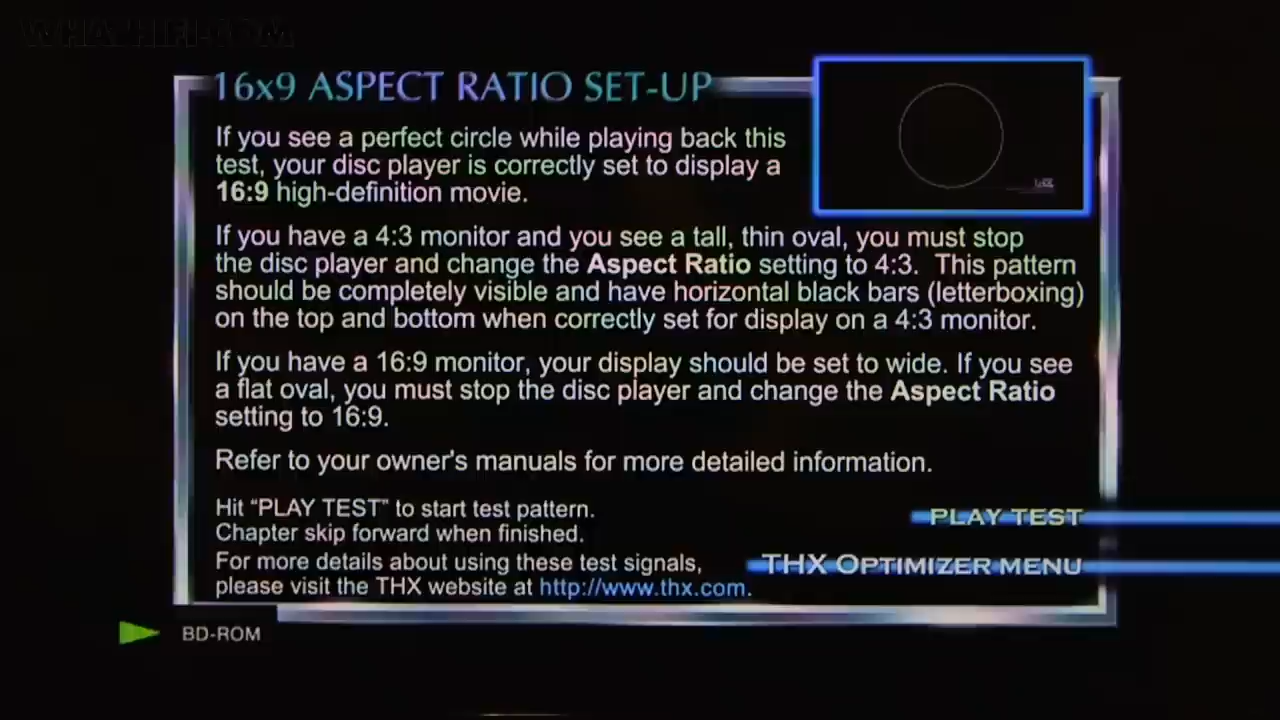 WHATHIFI.COM
16x9 ASPECT RATIO SET-UP
If you see a perfect circle while playing back this
test, your disc player is correctly set to display a
16:9 high-definition movie.
If you have a 4:3 monitor and you see a tall, thin oval, you must stop
the disc player and change the Aspect Ratio setting to 4:3. This pattern
should be completely visible and have horizontal black bars (letterboxing)
on the top and bottom when correctly set for display on a 4:3 monitor.
If you have a 16:9 monitor, your display should be set to wide. If you see
a flat oval, you must stop the disc player and change the Aspect Ratio
setting to 16:9.
Refer to your owner's manuals for more detailed information.
Hit “PLAY TEST” to start test pattern.
Chapter skip forward when finished.
PLAY TEST
For more details about using these test signals,
please visit the THX website at http://www.thx.com.
THX OPTIMIZER MENU
BD-ROM